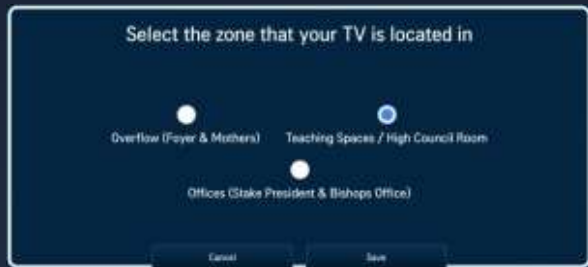 Select the zone that your TV is located in
Overflow (Foyer & Mothers)
Teaching Spaces / High Council Room
Offices (Stake President & Bishops Office)
Cancel
Save